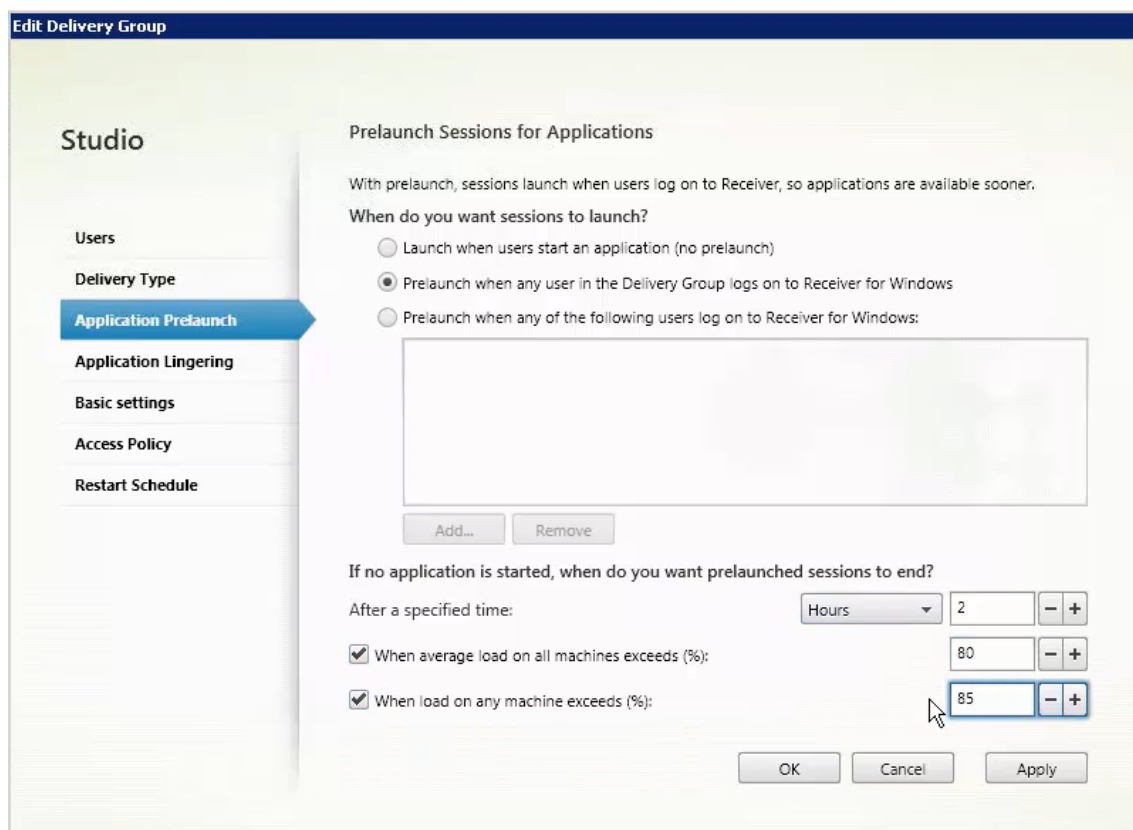 Edit Delivery Group
Studio
Users
Delivery Type
Application Prelaunch
Application Lingering
Basic settings
Access Policy
Restart Schedule
Prelaunch Sessions for Applications
With prelaunch, sessions launch when users log on to Receiver, so applications are available sooner.
When do you want sessions to launch?
Launch when users start an application (no prelaunch)
Prelaunch when any user in the Delivery Group logs on to Receiver for Windows
Prelaunch when any of the following users log on to Receiver for Windows:
Add... Remove
If no application is started, when do you want prelaunched sessions to end?
After a specified time: Hours 2 − +
When average load on all machines exceeds (%): 80 − +
When load on any machine exceeds (%): 85 − +
OK Cancel Apply